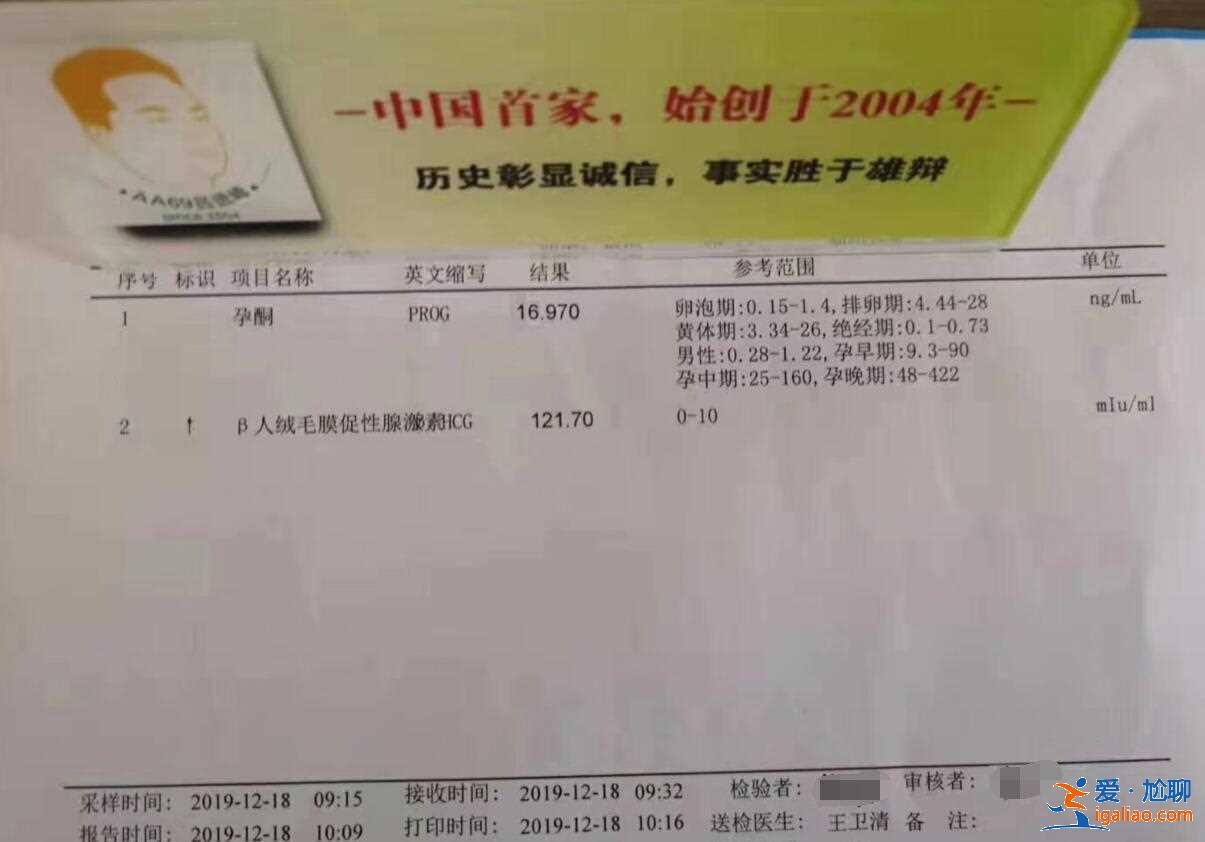 -中国首家，始创于2004年-
历史彰显诚信，事实胜于雄辩
序号 标识 项目名称 英文缩写 结果 参考范围 单位
1 孕酮 PROG 16.970 卵泡期:0.15-1.4,排卵期:4.44-28 ng/mL
黄体期:3.34-26,绝经期:0.1-0.73
男性:0.28-1.22,孕早期:9.3-90
孕中期:25-160,孕晚期:48-422
2 ↑ β人绒毛膜促性腺激素HCG 121.70 0-10 mIu/ml
采样时间: 2019-12-18 09:15 接收时间: 2019-12-18 09:32 检验者: 审核者:
报告时间: 2019-12-18 10:09 打印时间: 2019-12-18 10:16 送检医生: 王卫清 备 注:
爱·尬聊
igaliao.com